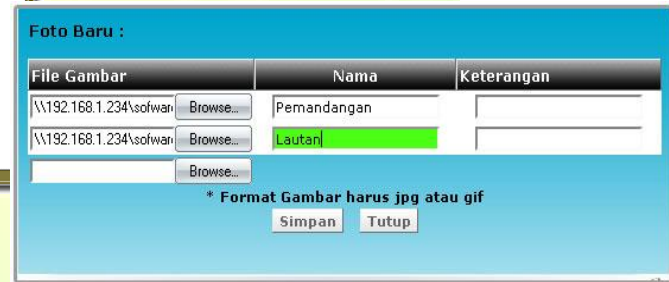 Foto Baru :
File Gambar Nama Keterangan
\\192.168.1.234\sofwar Browse... Pemandangan
\\192.168.1.234\sofwar Browse... Lautan
Browse...
* Format Gambar harus jpg atau gif
Simpan Tutup